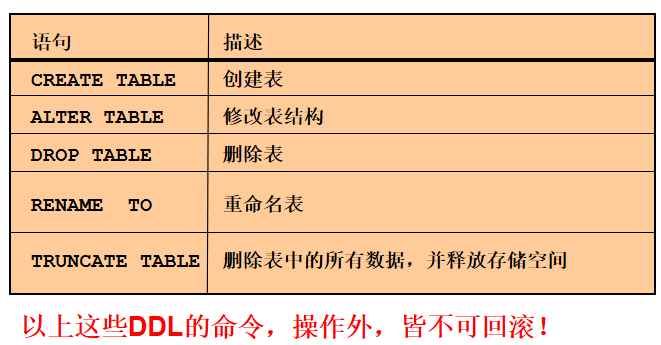 语句 描述
CREATE TABLE 创建表
ALTER TABLE 修改表结构
DROP TABLE 删除表
RENAME TO 重命名表
TRUNCATE TABLE 删除表中的所有数据，并释放存储空间
以上这些DDL的命令，操作外，皆不可回滚！